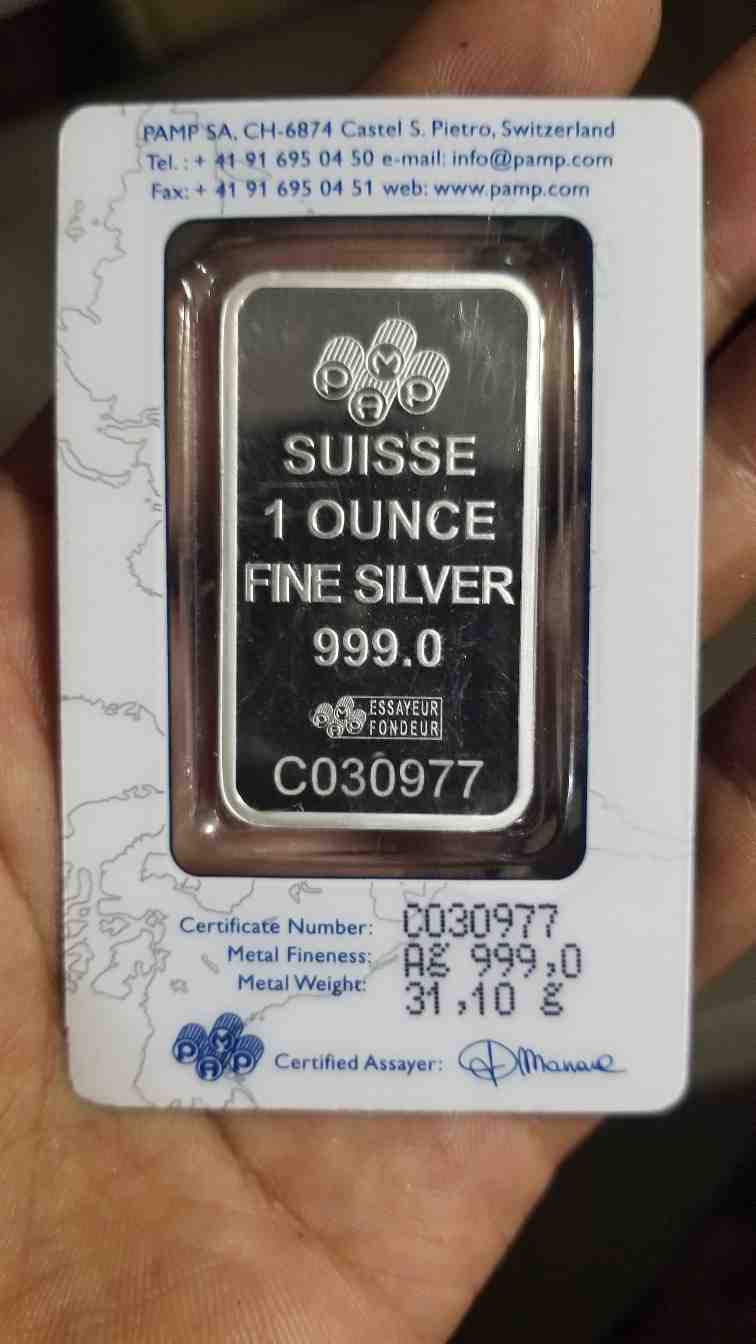 PAMP SA, CH-6874 Castel S. Pietro, Switzerland
Tel. : + 41 91 695 04 50 e-mail: info@pamp.com
Fax: + 41 91 695 04 51 web: www.pamp.com
PAMP
SUISSE
1 OUNCE
FINE SILVER
999.0
PAMP ESSAYEUR
FONDEUR
C030977
Certificate Number: C030977
Metal Fineness: Ag 999,0
Metal Weight: 31,10 g
PAMP Certified Assayer: